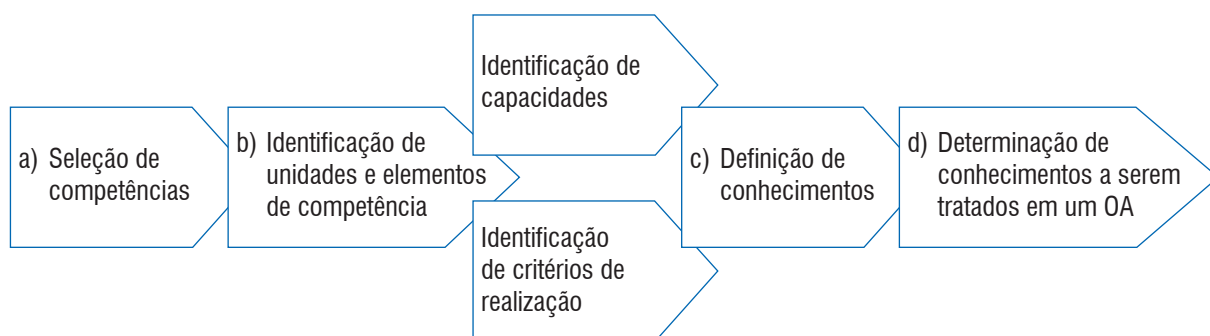 a) Seleção de
competências
b) Identificação de
unidades e elementos
de competência
Identificação de
capacidades
Identificação
de critérios de
realização
c) Definição de
conhecimentos
d) Determinação de
conhecimentos a serem
tratados em um OA